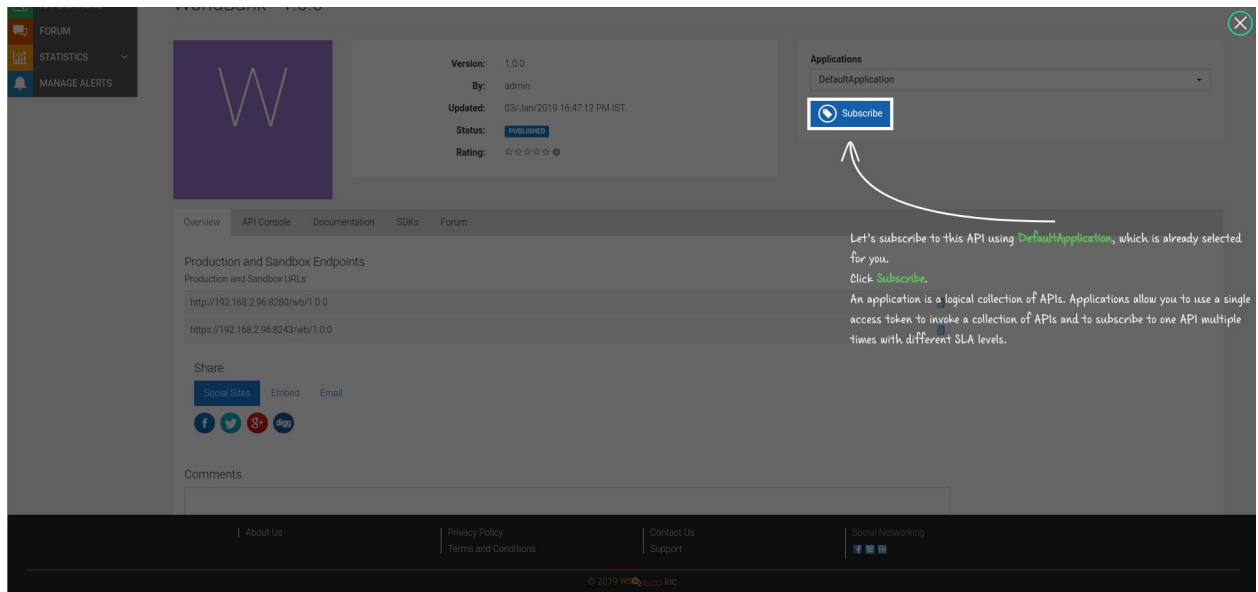 FORUM
STATISTICS
MANAGE ALERTS
W
Version: 1.0.0
By: admin
Updated: 03/Jan/2019 16:47:12 PM IST
Status: PUBLISHED
Rating:
Applications
DefaultApplication
Subscribe
Overview API Console Documentation SDKs Forum
Let's subscribe to this API using DefaultApplication, which is already selected
for you.
Click Subscribe.
An application is a logical collection of APIs. Applications allow you to use a single
access token to invoke a collection of APIs and to subscribe to one API multiple
times with different SLA levels.
Production and Sandbox Endpoints
Production and Sandbox URLs:
http://192.168.2.96:8280/wb/1.0.0
https://192.168.2.96:8243/wb/1.0.0
Share
Social Sites Embed Email
f g+ digg
Comments
About Us
Privacy Policy
Terms and Conditions
Contact Us
Support
Social Networking
© 2019 WSO2 Inc